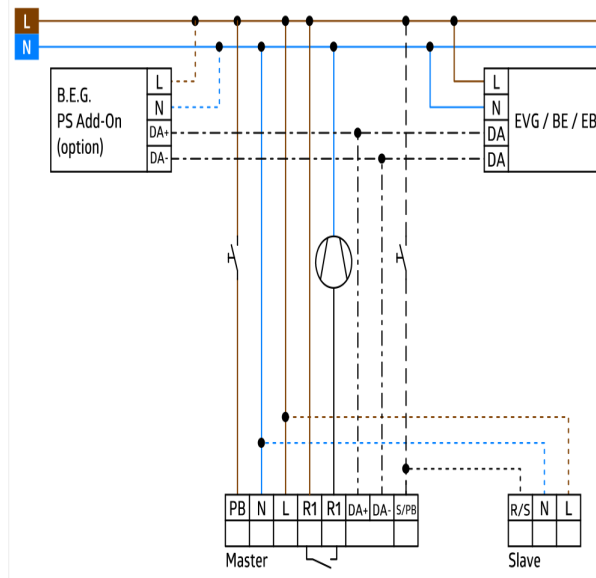 L
N
B.E.G.
PS Add-On
(option)
L
N
DA+
DA-
L
N
DA
DA
EVG / BE / EB
PB N L R1 R1 DA+ DA- S/PB
R/S N L
Master
Slave